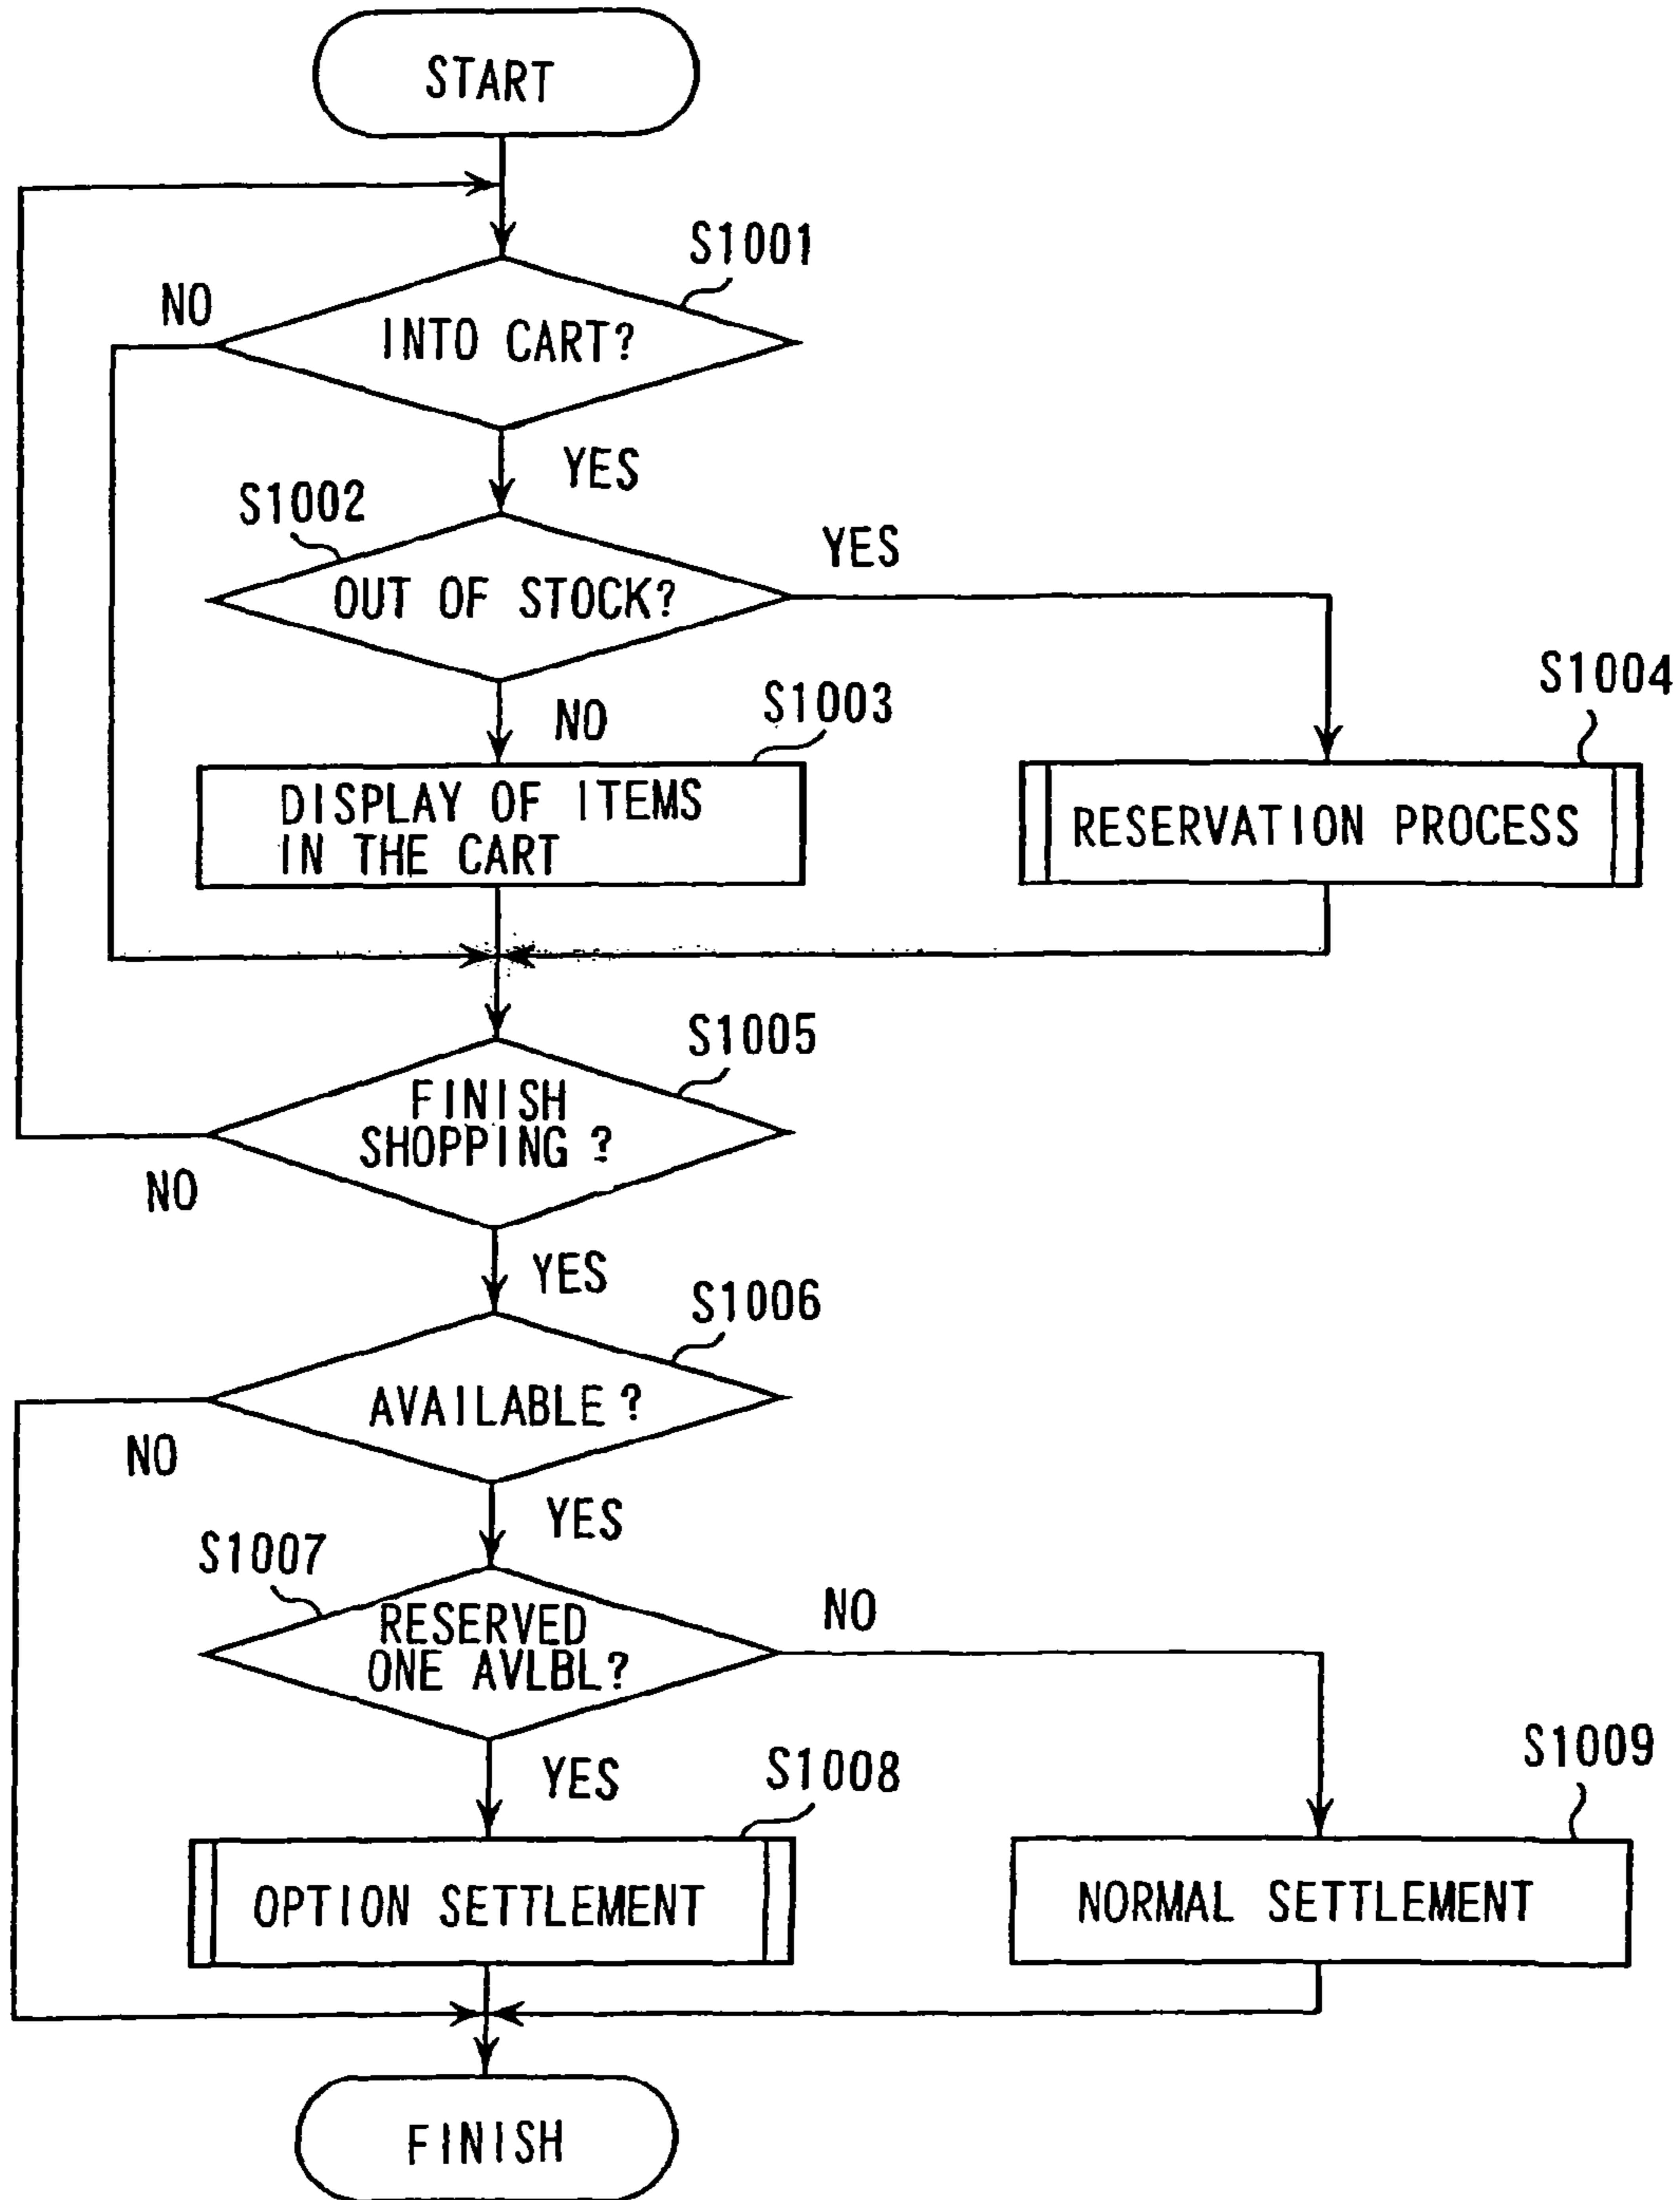 START
S1001
NO
INTO CART?
YES
S1002
YES
OUT OF STOCK?
S1004
S1003
NO
DISPLAY OF ITEMS
IN THE CART
RESERVATION PROCESS
S1005
FINISH
SHOPPING ?
NO
YES
S1006
AVAILABLE ?
NO
YES
S1007
NO
RESERVED
ONE AVLBL?
S1009
YES
S1008
OPTION SETTLEMENT
NORMAL SETTLEMENT
FINISH